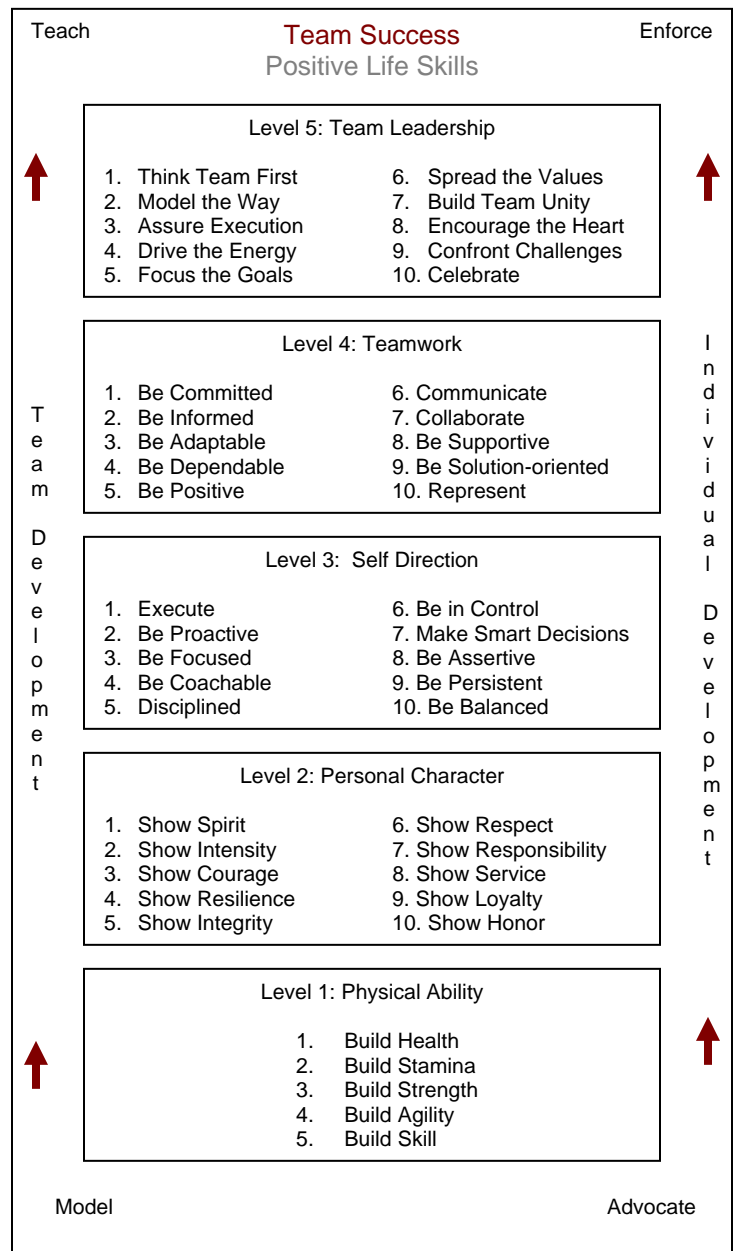 Teach
Team Success
Enforce
Positive Life Skills
Level 5: Team Leadership
1. Think Team First
2. Model the Way
3. Assure Execution
4. Drive the Energy
5. Focus the Goals
6. Spread the Values
7. Build Team Unity
8. Encourage the Heart
9. Confront Challenges
10. Celebrate
Level 4: Teamwork
1. Be Committed
2. Be Informed
3. Be Adaptable
4. Be Dependable
5. Be Positive
6. Communicate
7. Collaborate
8. Be Supportive
9. Be Solution-oriented
10. Represent
Level 3: Self Direction
1. Execute
2. Be Proactive
3. Be Focused
4. Be Coachable
5. Disciplined
6. Be in Control
7. Make Smart Decisions
8. Be Assertive
9. Be Persistent
10. Be Balanced
Level 2: Personal Character
1. Show Spirit
2. Show Intensity
3. Show Courage
4. Show Resilience
5. Show Integrity
6. Show Respect
7. Show Responsibility
8. Show Service
9. Show Loyalty
10. Show Honor
Level 1: Physical Ability
1. Build Health
2. Build Stamina
3. Build Strength
4. Build Agility
5. Build Skill
Team Development
Individual Development
Model
Advocate